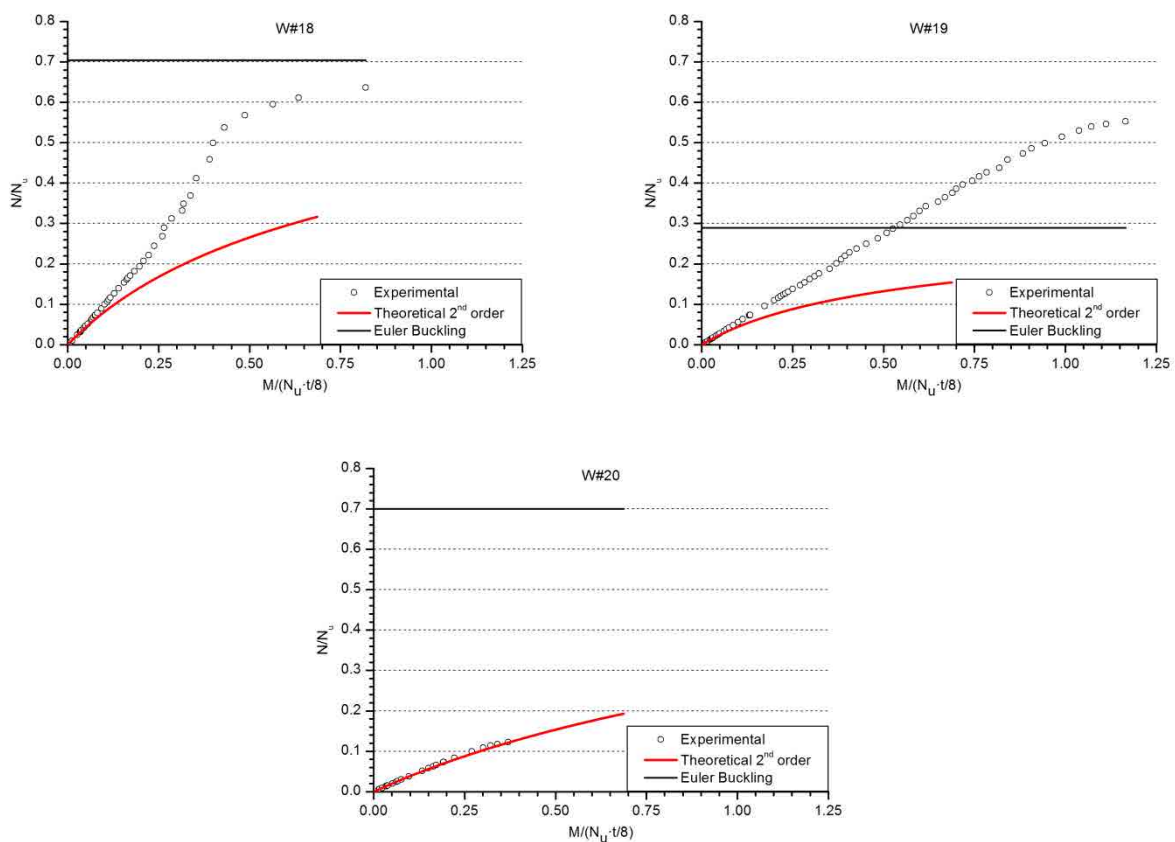 W#18
0.8
0.7
0.6
0.5
0.4
0.3
0.2
0.1
0.0
N/Nu
0.00 0.25 0.50 0.75 1.00 1.25
M/(Nu·t/8)
Experimental
Theoretical 2nd order
Euler Buckling
W#19
0.8
0.7
0.6
0.5
0.4
0.3
0.2
0.1
0.0
N/Nu
0.00 0.25 0.50 0.75 1.00 1.25
M/(Nu·t/8)
Experimental
Theoretical 2nd order
Euler Buckling
W#20
0.8
0.7
0.6
0.5
0.4
0.3
0.2
0.1
0.0
N/Nu
0.00 0.25 0.50 0.75 1.00 1.25
M/(Nu·t/8)
Experimental
Theoretical 2nd order
Euler Buckling